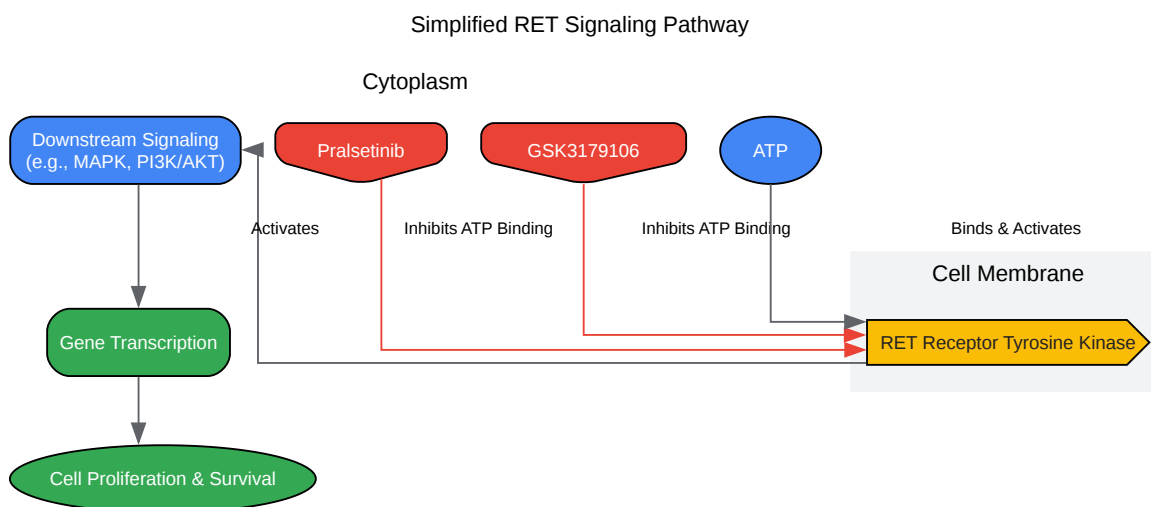 Simplified RET Signaling Pathway
Cytoplasm
Downstream Signaling
(e.g., MAPK, PI3K/AKT)
Pralsetinib
GSK3179106
ATP
Activates
Inhibits ATP Binding
Inhibits ATP Binding
Binds & Activates
Cell Membrane
Gene Transcription
RET Receptor Tyrosine Kinase
Cell Proliferation & Survival